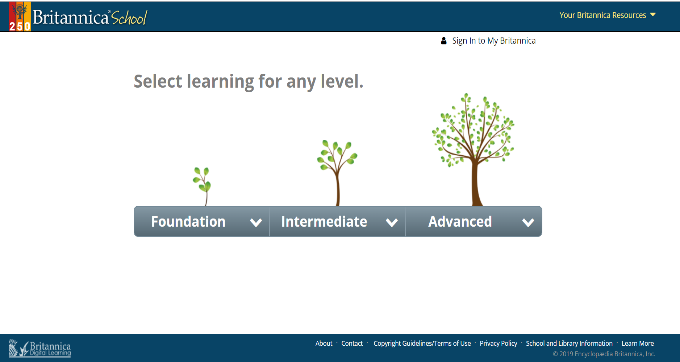 250 Britannica® School
Your Britannica Resources
Sign In to My Britannica
Select learning for any level.
Foundation Intermediate Advanced
Britannica
Digital Learning
About · Contact · Copyright Guidelines/Terms of Use · Privacy Policy · School and Library Information · Learn More
© 2019 Encyclopædia Britannica, Inc.